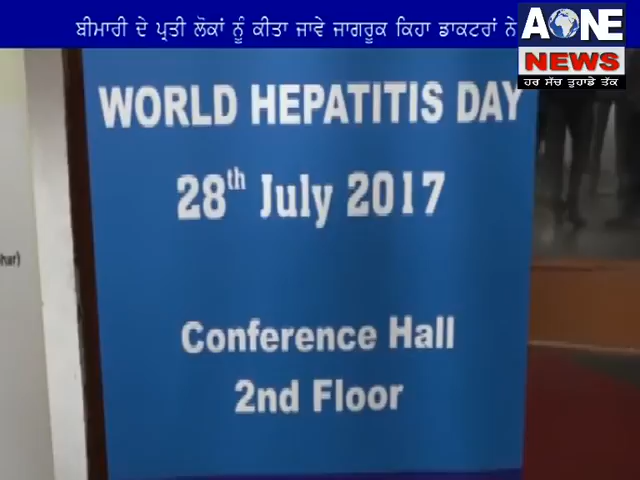 ਬੀਮਾਰੀ ਦੇ ਪ੍ਰਤੀ ਲੋਕਾਂ ਨੂੰ ਕੀਤਾ ਜਾਵੇ ਜਾਗਰੂਕ ਕਿਹਾ ਡਾਕਟਰਾਂ ਨੇ
AONE
NEWS
ਹਰ ਸੱਚ ਤੁਹਾਡੇ ਤੱਕ
WORLD HEPATITIS DAY
28th July 2017
Conference Hall
2nd Floor